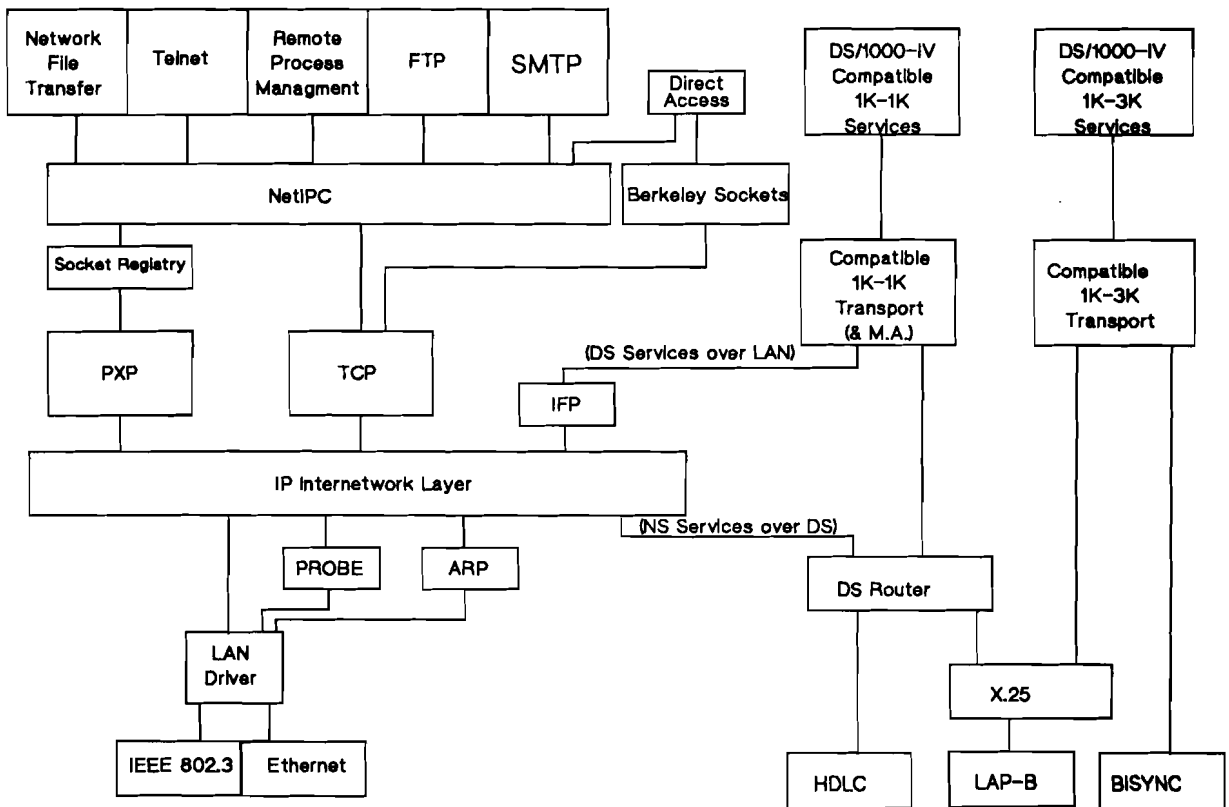 Network
File
Transfer
Telnet
Remote
Process
Managment
FTP
SMTP
Direct
Access
DS/1000-IV
Compatible
1K-1K
Services
DS/1000-IV
Compatible
1K-3K
Services
NetIPC
Berkeley Sockets
Socket Registry
Compatible
1K-1K
Transport
(& M.A.)
Compatible
1K-3K
Transport
PXP
TCP
(DS Services over LAN)
IFP
IP Internetwork Layer
(NS Services over DS)
PROBE
ARP
DS Router
LAN
Driver
X.25
IEEE 802.3
Ethernet
HDLC
LAP-B
BISYNC